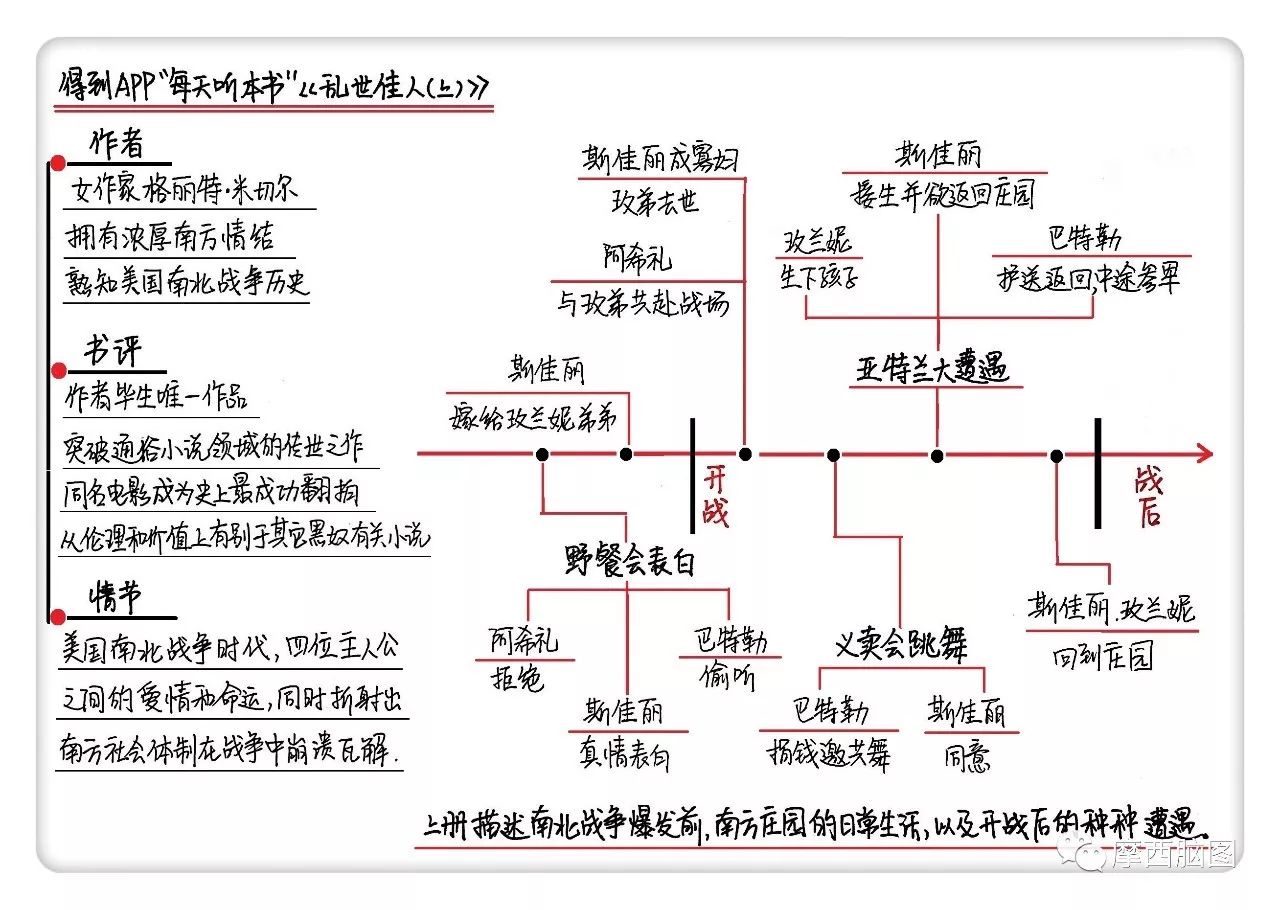 得到APP"每天听本书"《乱世佳人(上)》
作者
女作家格丽特·米切尔
拥有浓厚南方情结
熟知美国南北战争历史
书评
作者毕生唯一作品
突破通俗小说领域的传世之作
同名电影成为史上最成功翻拍
从伦理和价值上有别于其它黑奴有关小说
情节
美国南北战争时代,四位主人公
之间的爱情和命运,同时折射出
南方社会体制在战争中崩溃瓦解.
斯佳丽
嫁给玫兰妮弟弟
野餐会表白
阿希礼
拒绝
斯佳丽
真情表白
巴特勒
偷听
开战
斯佳丽成寡妇
玫弟去世
阿希礼
与玫弟共赴战场
义卖会跳舞
巴特勒
捐钱邀共舞
斯佳丽
同意
斯佳丽
接生并欲返回庄园
玫兰妮
生下孩子
巴特勒
护送返回,中途参军
亚特兰大遭遇
斯佳丽.玫兰妮
回到庄园
战后
上册描述南北战争爆发前,南方庄园的日常生活,以及开战后的种种遭遇.
摩西脑图